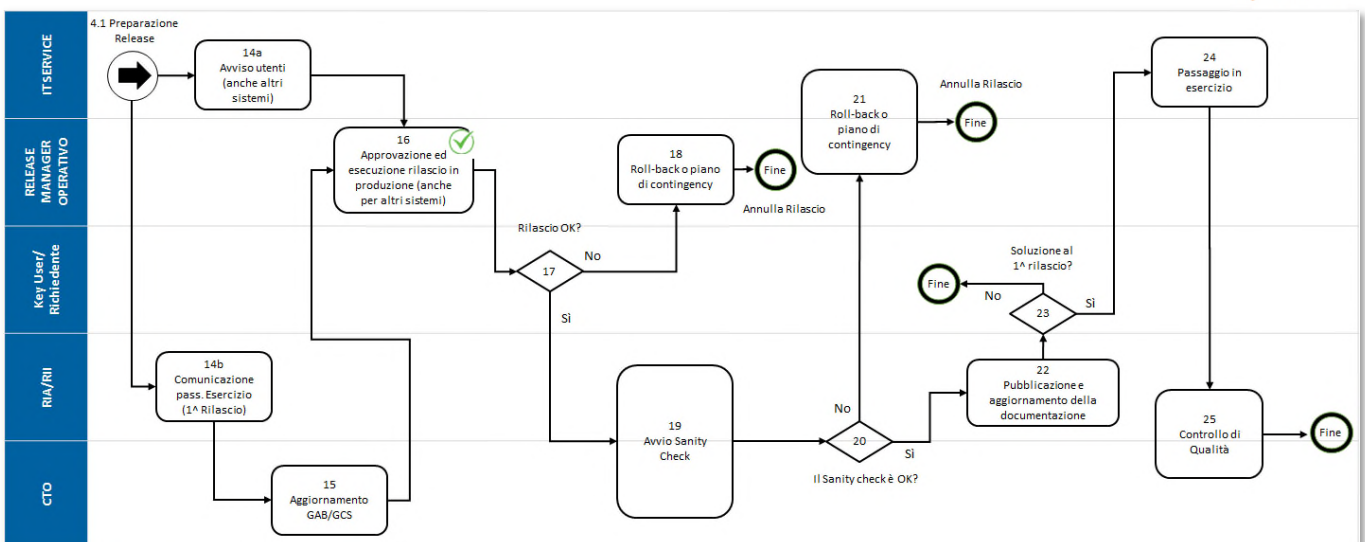 IT SERVICE
RELEASE
MANAGER
OPERATIVO
Key User/
Richiedente
RIA/RII
CTO
4.1 Preparazione
Release
14a
Avviso utenti
(anche altri
sistemi)
14b
Comunicazione
pass. Esercizio
(1^ Rilascio)
15
Aggiornamento
GAB/GCS
16
Approvazione ed
esecuzione rilascio in
produzione (anche
per altri sistemi)
Rilascio OK?
17
No
Sì
18
Roll-back o piano
di contingency
Fine
Annulla Rilascio
19
Avvio Sanity
Check
20
Il Sanity check è OK?
No
Sì
21
Roll-back o
piano di
contingency
Annulla Rilascio
Fine
22
Pubblicazione e
aggiornamento della
documentazione
Soluzione al
1^ rilascio?
23
No
Sì
Fine
24
Passaggio in
esercizio
25
Controllo di
Qualità
Fine